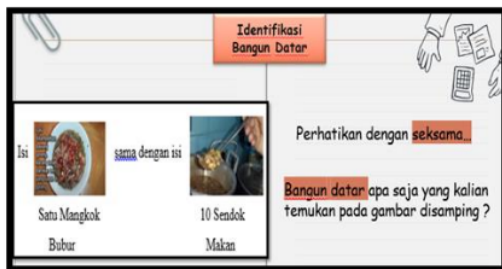 Identifikasi
Bangun Datar
Isi
sama dengan isi
Satu Mangkok
Bubur
10 Sendok
Makan
Perhatikan dengan seksama...
Bangun datar apa saja yang kalian
temukan pada gambar disamping ?